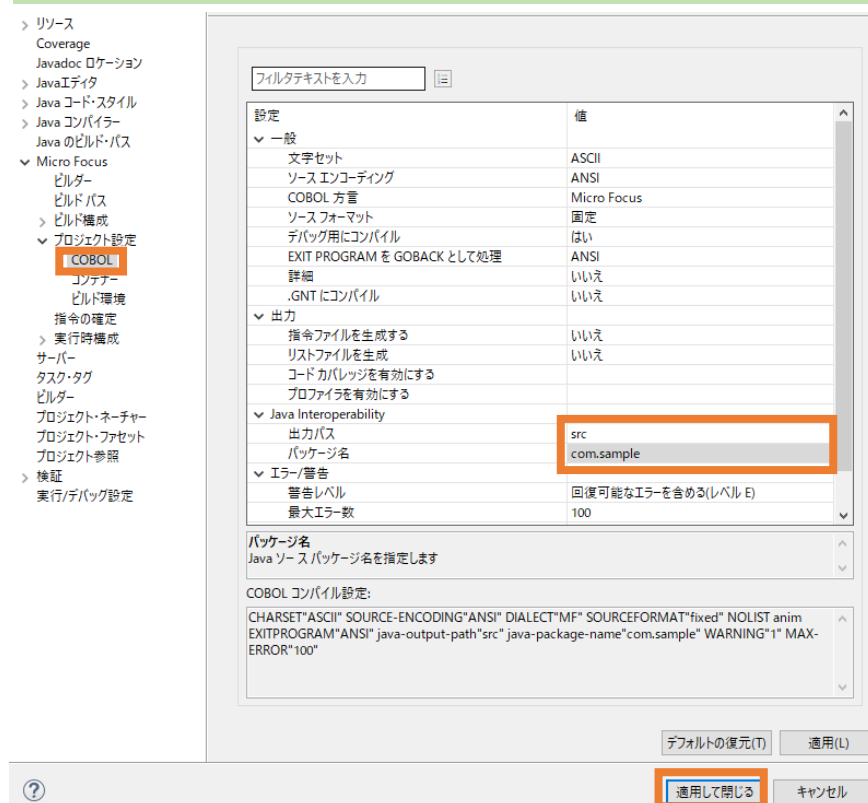 リソース
Coverage
Javadoc ロケーション
Javaエディタ
Java コード・スタイル
Java コンパイラー
Java のビルド・パス
Micro Focus
ビルダー
ビルド パス
ビルド構成
プロジェクト設定
COBOL
コンテナー
ビルド環境
指令の確定
実行時構成
サーバー
タスク・タグ
ビルダー
プロジェクト・ネーチャー
プロジェクト・ファセット
プロジェクト参照
検証
実行/デバッグ設定
フィルタテキストを入力
設定 値
一般
文字セット ASCII
ソース エンコーディング ANSI
COBOL 方言 Micro Focus
ソース フォーマット 固定
デバッグ用にコンパイル はい
EXIT PROGRAM を GOBACK として処理 ANSI
詳細 いいえ
.GNT にコンパイル いいえ
出力
指令ファイルを生成する いいえ
リストファイルを生成 いいえ
コード カバレッジを有効にする
プロファイラを有効にする
Java Interoperability
出力パス src
パッケージ名 com.sample
エラー/警告
警告レベル 回復可能なエラーを含める(レベル E)
最大エラー数 100
パッケージ名
Java ソース パッケージ名を指定します
COBOL コンパイル設定:
CHARSET"ASCII" SOURCE-ENCODING"ANSI" DIALECT"MF" SOURCEFORMAT"fixed" NOLIST anim
EXITPROGRAM"ANSI" java-output-path"src" java-package-name"com.sample" WARNING"1" MAX-
ERROR"100"
デフォルトの復元(T) 適用(L)
? 適用して閉じる キャンセル